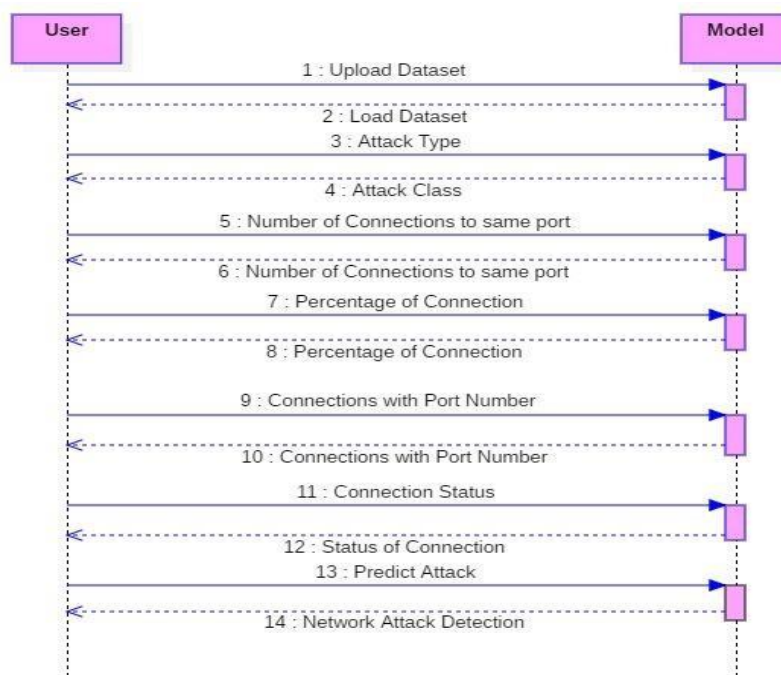 User
Model
1 : Upload Dataset
2 : Load Dataset
3 : Attack Type
4 : Attack Class
5 : Number of Connections to same port
6 : Number of Connections to same port
7 : Percentage of Connection
8 : Percentage of Connection
9 : Connections with Port Number
10 : Connections with Port Number
11 : Connection Status
12 : Status of Connection
13 : Predict Attack
14 : Network Attack Detection